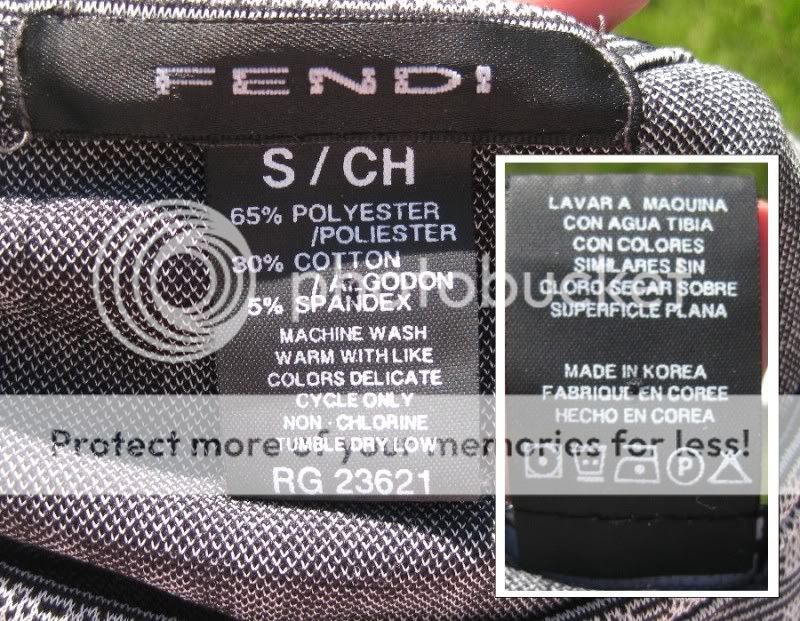 FENDI
S / CH
65% POLYESTER
/POLIESTER
30% COTTON
/ALGODON
5% SPANDEX
MACHINE WASH
WARM WITH LIKE
COLORS DELICATE
CYCLE ONLY
NON - CHLORINE
TUMBLE DRY LOW
RG 23621
LAVAR A MAQUINA
CON AGUA TIBIA
CON COLORES
SIMILARES SIN
CLORO SECAR SOBRE
SUPERFICLE PLANA
MADE IN KOREA
FABRIQUE EN COREE
HECHO EN COREA
P
photobucket
Protect more of your memories for less!